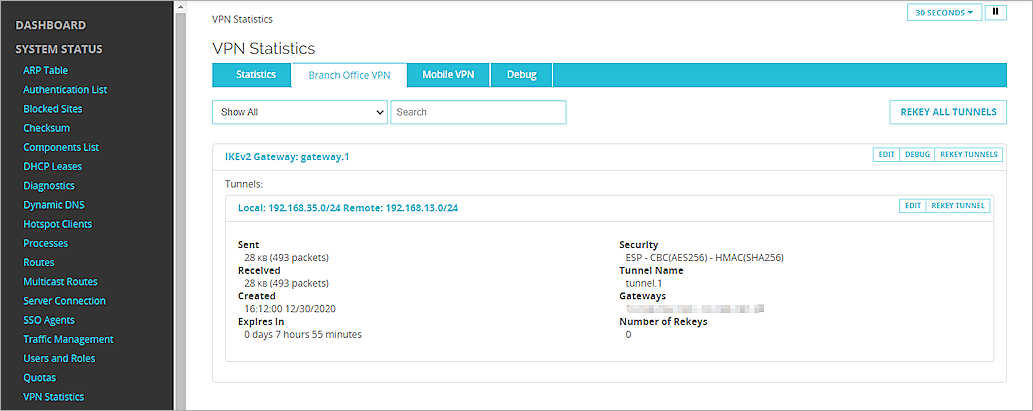 DASHBOARD
SYSTEM STATUS
ARP Table
Authentication List
Blocked Sites
Checksum
Components List
DHCP Leases
Diagnostics
Dynamic DNS
Hotspot Clients
Processes
Routes
Multicast Routes
Server Connection
SSO Agents
Traffic Management
Users and Roles
Quotas
VPN Statistics
VPN Statistics
30 SECONDS
VPN Statistics
Statistics Branch Office VPN Mobile VPN Debug
Show All Search REKEY ALL TUNNELS
IKEv2 Gateway: gateway.1 EDIT DEBUG REKEY TUNNELS
Tunnels:
Local: 192.168.35.0/24 Remote: 192.168.13.0/24 EDIT REKEY TUNNEL
Sent
28 KB (493 packets)
Received
28 KB (493 packets)
Created
16:12:00 12/30/2020
Expires In
0 days 7 hours 55 minutes
Security
ESP - CBC(AES256) - HMAC(SHA256)
Tunnel Name
tunnel.1
Gateways
Number of Rekeys
0